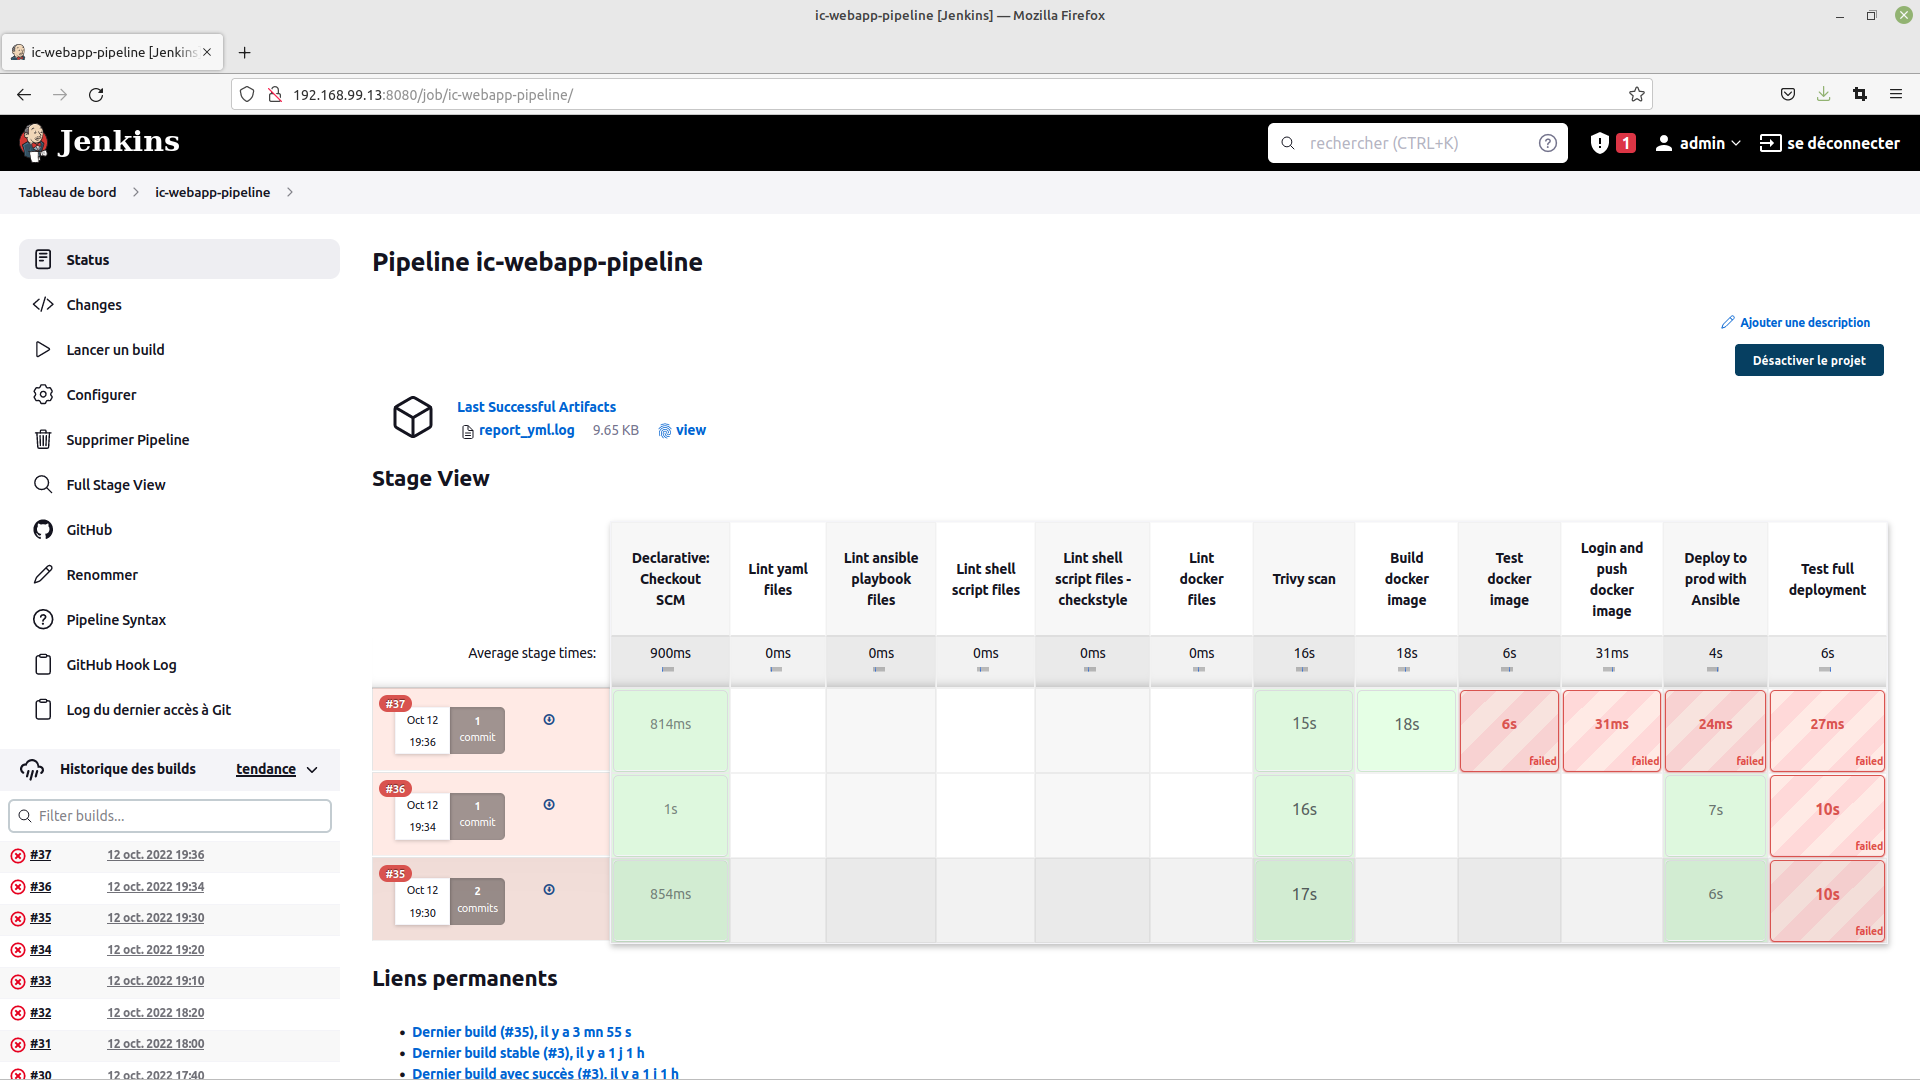 ic-webapp-pipeline [Jenkins] — Mozilla Firefox
ic-webapp-pipeline [Jenkins
192.168.99.13:8080/job/ic-webapp-pipeline/
Jenkins
rechercher (CTRL+K)
1
admin
se déconnecter
Tableau de bord
ic-webapp-pipeline
Status
Changes
Lancer un build
Configurer
Supprimer Pipeline
Full Stage View
GitHub
Renommer
Pipeline Syntax
GitHub Hook Log
Log du dernier accès à Git
Historique des builds
tendance
Filter builds...
#37 12 oct. 2022 19:36
#36 12 oct. 2022 19:34
#35 12 oct. 2022 19:30
#34 12 oct. 2022 19:20
#33 12 oct. 2022 19:10
#32 12 oct. 2022 18:20
#31 12 oct. 2022 18:00
#30 12 oct. 2022 17:40
Pipeline ic-webapp-pipeline
Ajouter une description
Désactiver le projet
Last Successful Artifacts
report_yml.log 9.65 KB view
Stage View
Declarative:
Checkout
SCM
Lint yaml
files
Lint ansible
playbook
files
Lint shell
script files
Lint shell
script files -
checkstyle
Lint
docker
files
Trivy scan
Build
docker
image
Test
docker
image
Login and
push
docker
image
Deploy to
prod with
Ansible
Test full
deployment
Average stage times: 900ms 0ms 0ms 0ms 0ms 0ms 16s 18s 6s 31ms 4s 6s
#37
Oct 12
19:36
1
commit
814ms
15s
18s
6s
failed
31ms
failed
24ms
failed
27ms
failed
#36
Oct 12
19:34
1
commit
1s
16s
7s
10s
failed
#35
Oct 12
19:30
2
commits
854ms
17s
6s
10s
failed
Liens permanents
• Dernier build (#35), il y a 3 mn 55 s
• Dernier build stable (#3), il y a 1 j 1 h
• Dernier build avec succès (#3), il y a 1 j 1 h